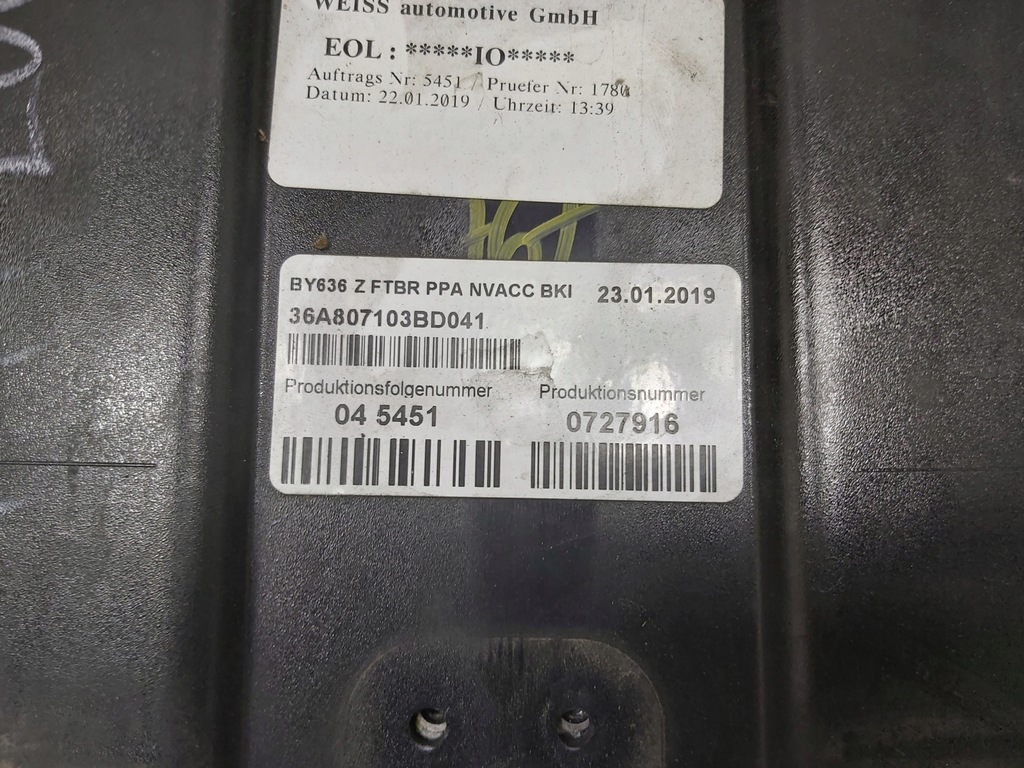 WEISS automotive GmbH
EOL : *****IO*****
Auftrags Nr: 5451 / Pruefer Nr: 1780
Datum: 22.01.2019 / Uhrzeit: 13:39
BY636 Z FTBR PPA NVACC BKI 23.01.2019
36A807103BD041
Produktionsfolgenummer Produktionsnummer
04 5451 0727916